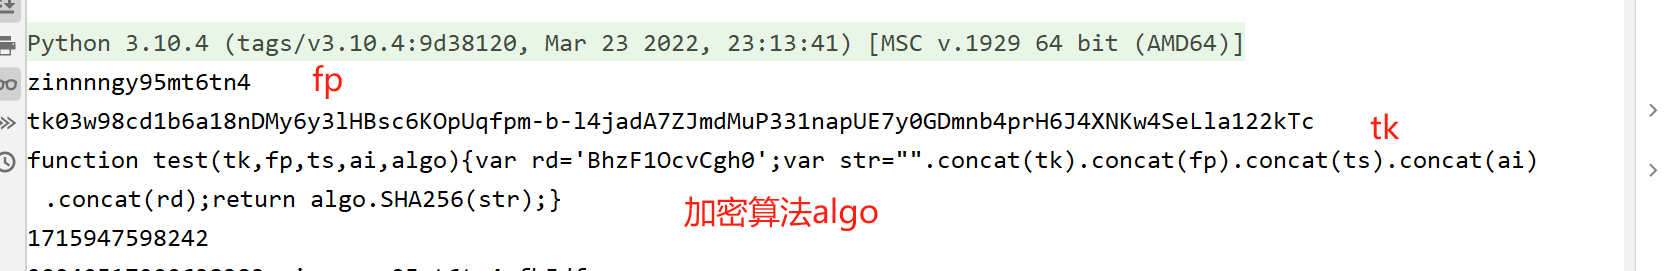 Python 3.10.4 (tags/v3.10.4:9d38120, Mar 23 2022, 23:13:41) [MSC v.1929 64 bit (AMD64)]
zinnnngy95mt6tn4 fp
tk03w98cd1b6a18nDMy6y3lHBsc6KOpUqfpm-b-l4jadA7ZJmdMuP331napUE7y0GDmnb4prH6J4XNKw4SeLla122kTc tk
function test(tk,fp,ts,ai,algo){var rd='BhzF1OcvCgh0';var str="".concat(tk).concat(fp).concat(ts).concat(ai)
.concat(rd);return algo.SHA256(str);}
加密算法algo
1715947598242